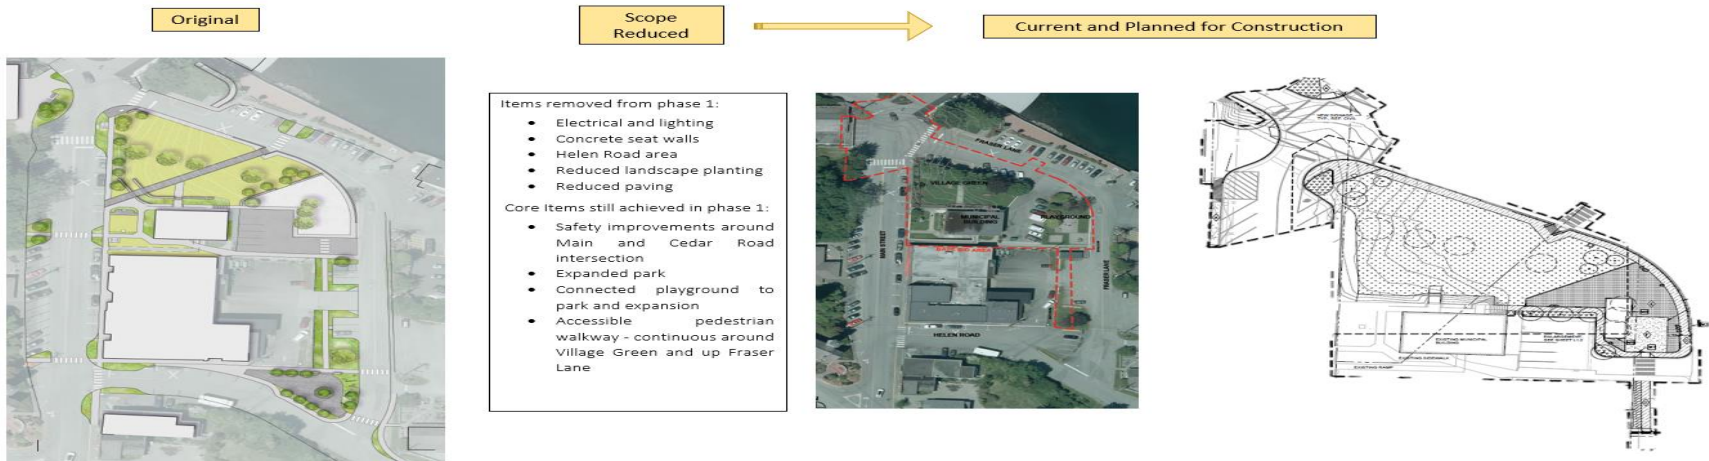 Original
Scope
Reduced
Current and Planned for Construction
Items removed from phase 1:
• Electrical and lighting
• Concrete seat walls
• Helen Road area
• Reduced landscape planting
• Reduced paving
Core Items still achieved in phase 1:
• Safety improvements around
Main and Cedar Road
intersection
• Expanded park
• Connected playground to
park and expansion
• Accessible pedestrian
walkway - continuous around
Village Green and up Fraser
Lane
FRASER LANE
VILLAGE GREEN
MUNICIPAL
BUILDING
PLAYGROUND
MAIN STREET
FRASER LANE
HELEN ROAD
EXISTING MUNICIPAL
BUILDING
EXISTING SIDEWALK
EXISTING RAMP